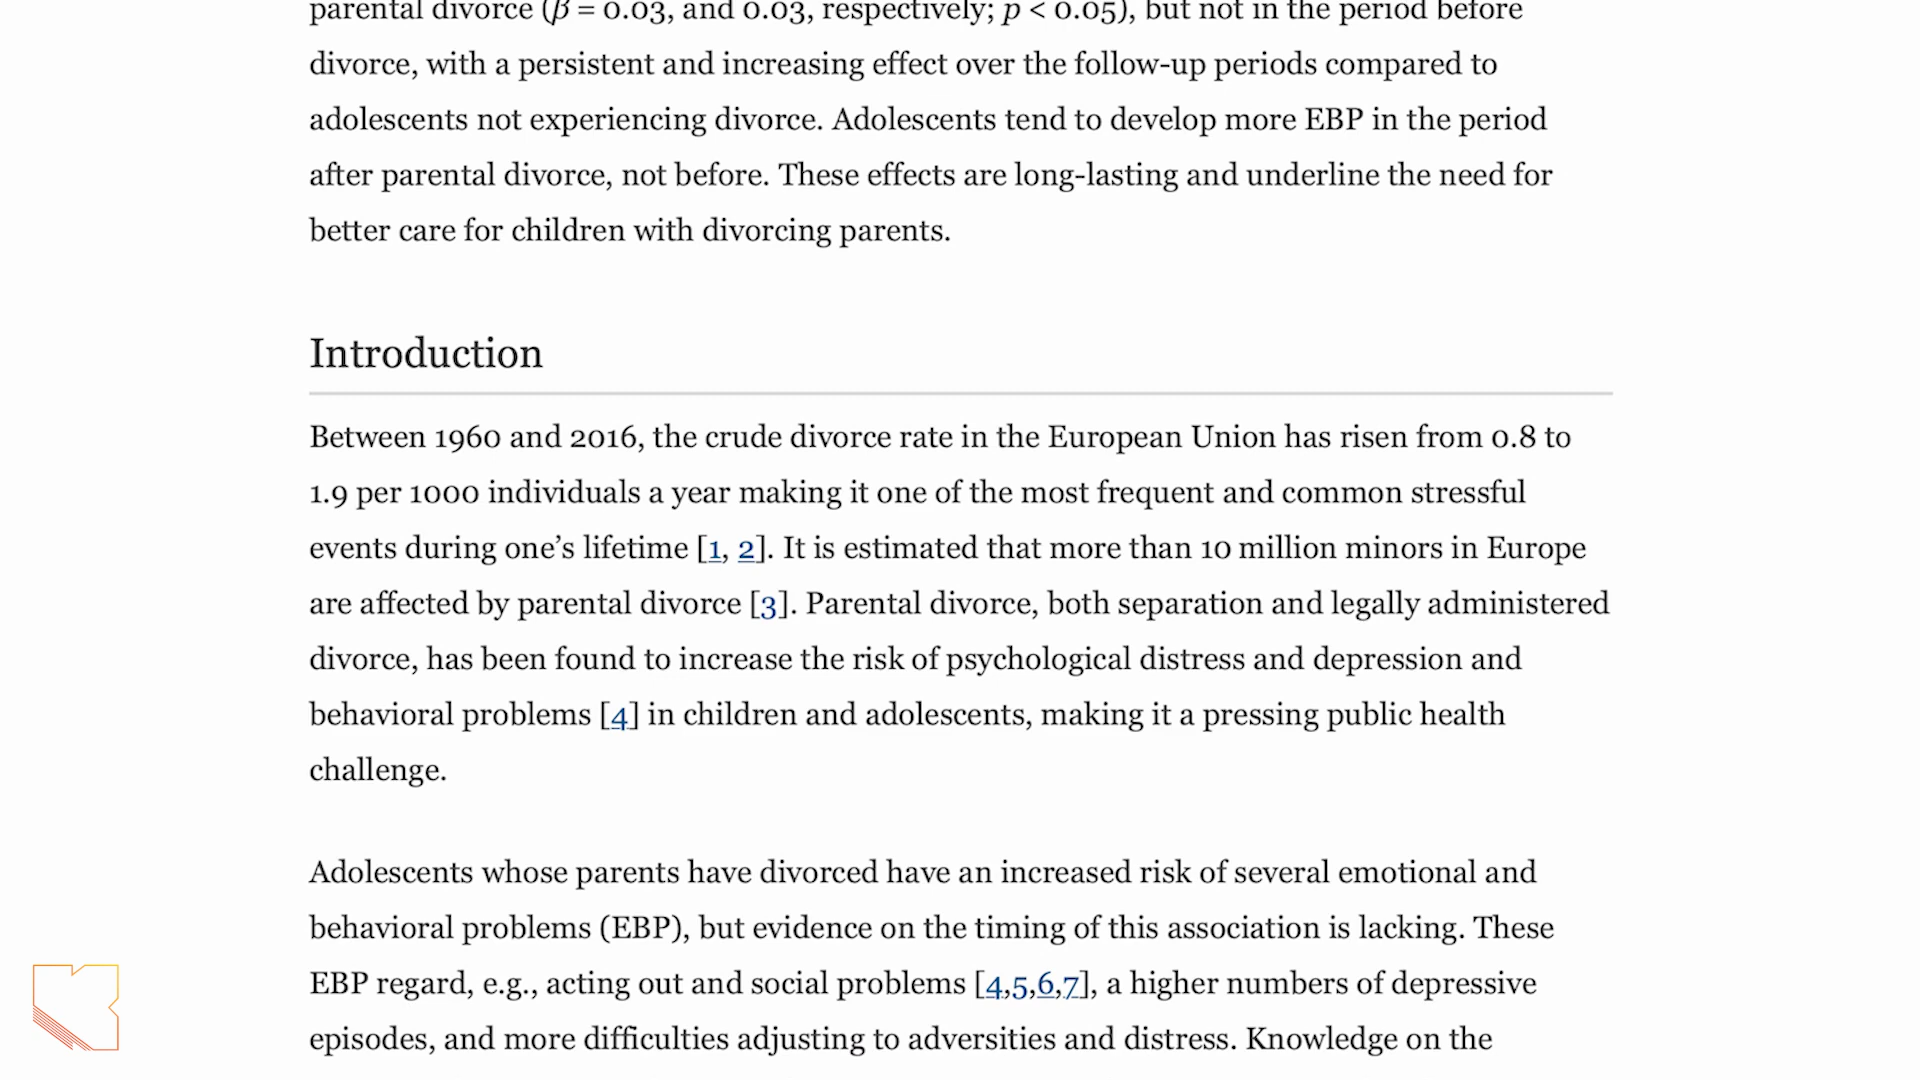 parental divorce (β = 0.03, and 0.03, respectively; p < 0.05), but not in the period before
divorce, with a persistent and increasing effect over the follow-up periods compared to
adolescents not experiencing divorce. Adolescents tend to develop more EBP in the period
after parental divorce, not before. These effects are long-lasting and underline the need for
better care for children with divorcing parents.
Introduction
Between 1960 and 2016, the crude divorce rate in the European Union has risen from 0.8 to
1.9 per 1000 individuals a year making it one of the most frequent and common stressful
events during one’s lifetime [1, 2]. It is estimated that more than 10 million minors in Europe
are affected by parental divorce [3]. Parental divorce, both separation and legally administered
divorce, has been found to increase the risk of psychological distress and depression and
behavioral problems [4] in children and adolescents, making it a pressing public health
challenge.
Adolescents whose parents have divorced have an increased risk of several emotional and
behavioral problems (EBP), but evidence on the timing of this association is lacking. These
EBP regard, e.g., acting out and social problems [4,5,6,7], a higher numbers of depressive
episodes, and more difficulties adjusting to adversities and distress. Knowledge on the